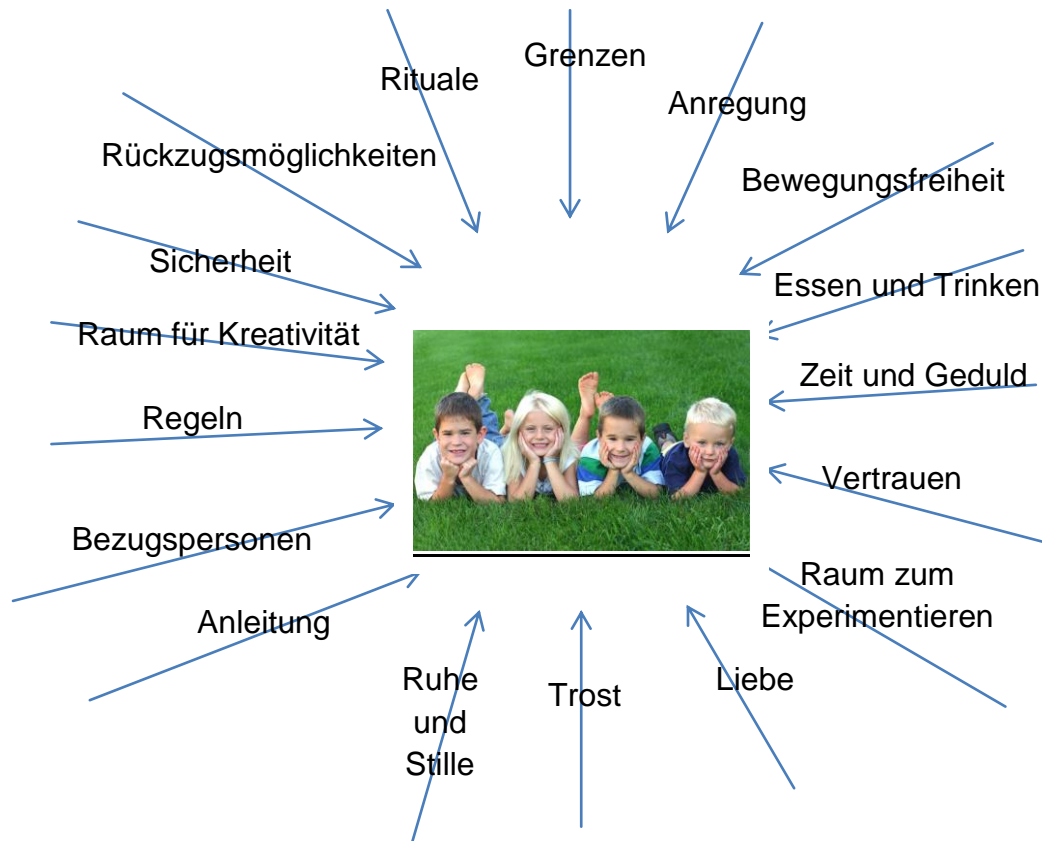 Grenzen
Rituale
Anregung
Rückzugsmöglichkeiten
Bewegungsfreiheit
Sicherheit
Essen und Trinken
Raum für Kreativität
Zeit und Geduld
Regeln
Vertrauen
Bezugspersonen
Raum zum
Experimentieren
Anleitung
Ruhe
und
Stille
Trost
Liebe